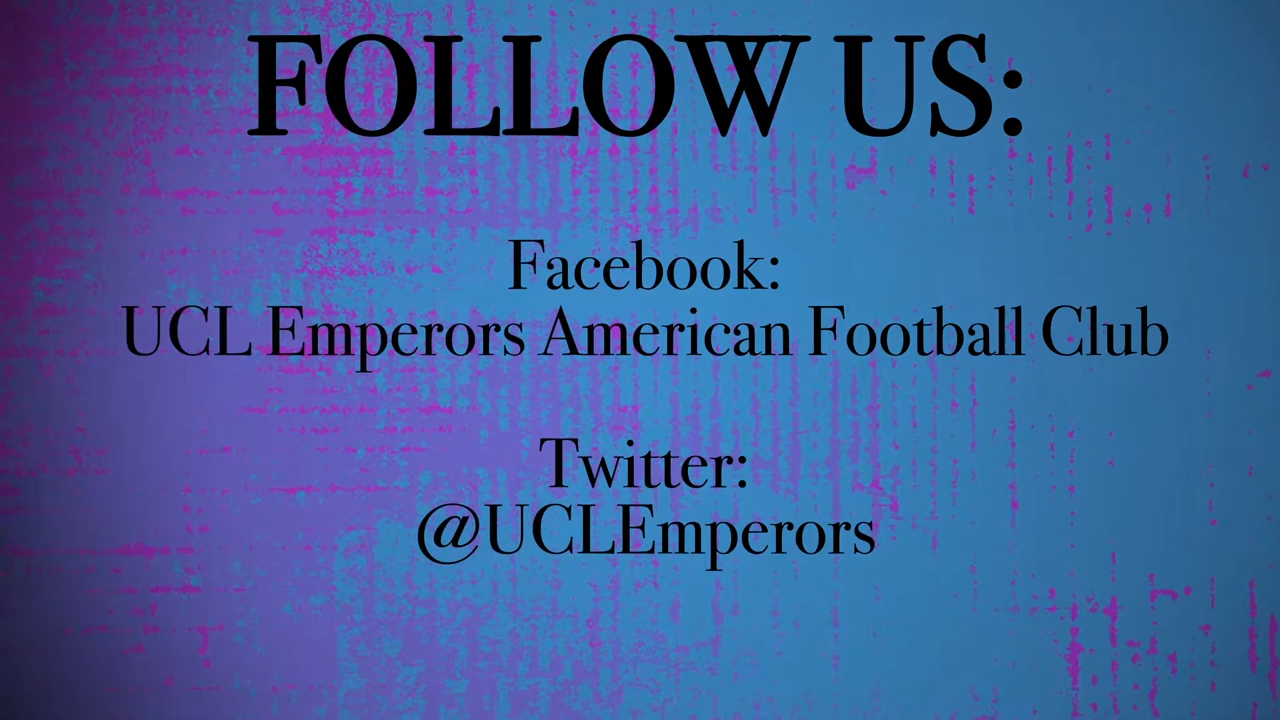 FOLLOW US:
Facebook:
UCL Emperors American Football Club
Twitter:
@UCLEmperors